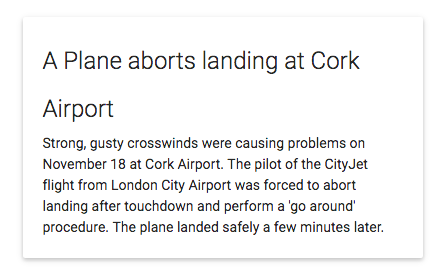 A Plane aborts landing at Cork
Airport
Strong, gusty crosswinds were causing problems on
November 18 at Cork Airport. The pilot of the CityJet
flight from London City Airport was forced to abort
landing after touchdown and perform a 'go around'
procedure. The plane landed safely a few minutes later.